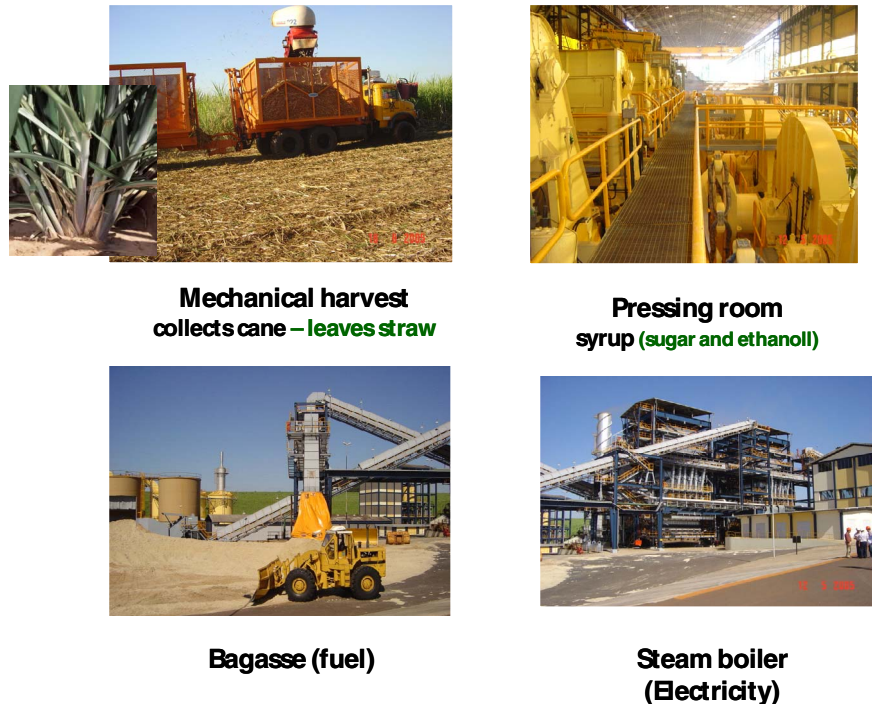 Mechanical harvest
collects cane – leaves straw
Pressing room
syrup (sugar and ethanoll)
Bagasse (fuel)
Steam boiler
(Electricity)